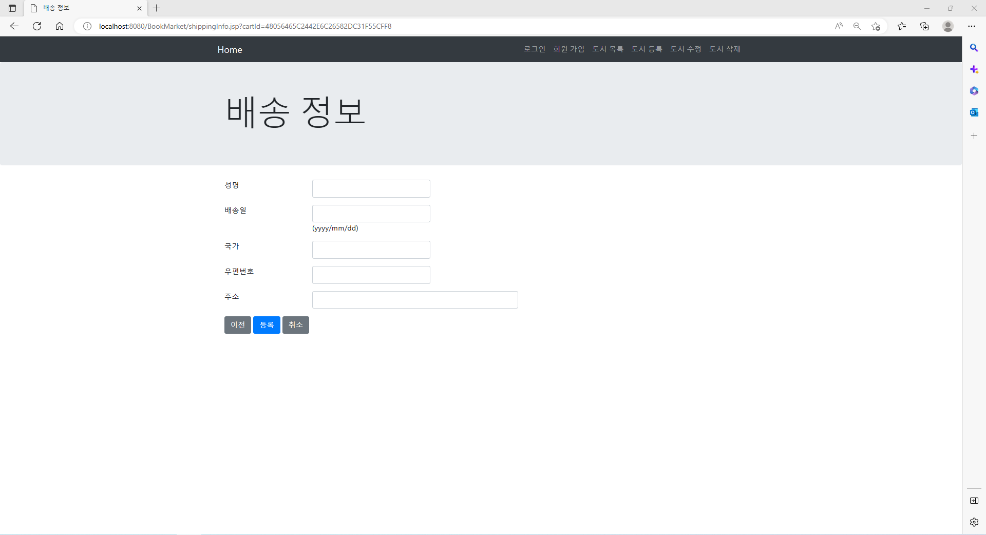 배송 정보
localhost:8080/BookMarket/shippingInfo.jsp?cartId=48056465C2442E6C26582DC31F55CFF8
Home 로그인 회원 가입 도서 목록 도서 등록 도서 수정 도서 삭제
배송 정보
성명
배송일
(yyyy/mm/dd)
국가
우편번호
주소
이전 등록 취소